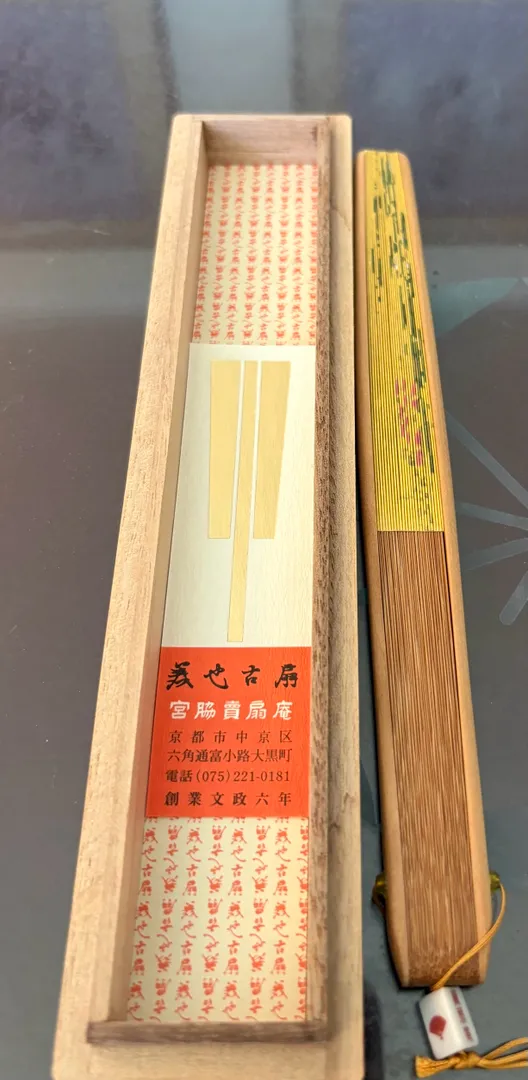 美也古扇
宮脇賣扇庵
京都市中京区
六角通富小路大黒町
電話(075)221-0181
創業文政六年